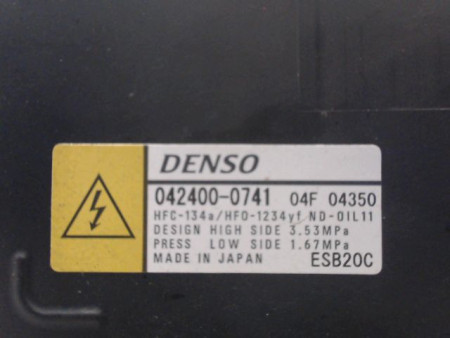 DENSO
042400-0741 04F 04350
HFC-134a/HFO-1234yf ND-OIL11
DESIGN HIGH SIDE 3.53MPa
PRESS LOW SIDE 1.67MPa
MADE IN JAPAN ESB20C